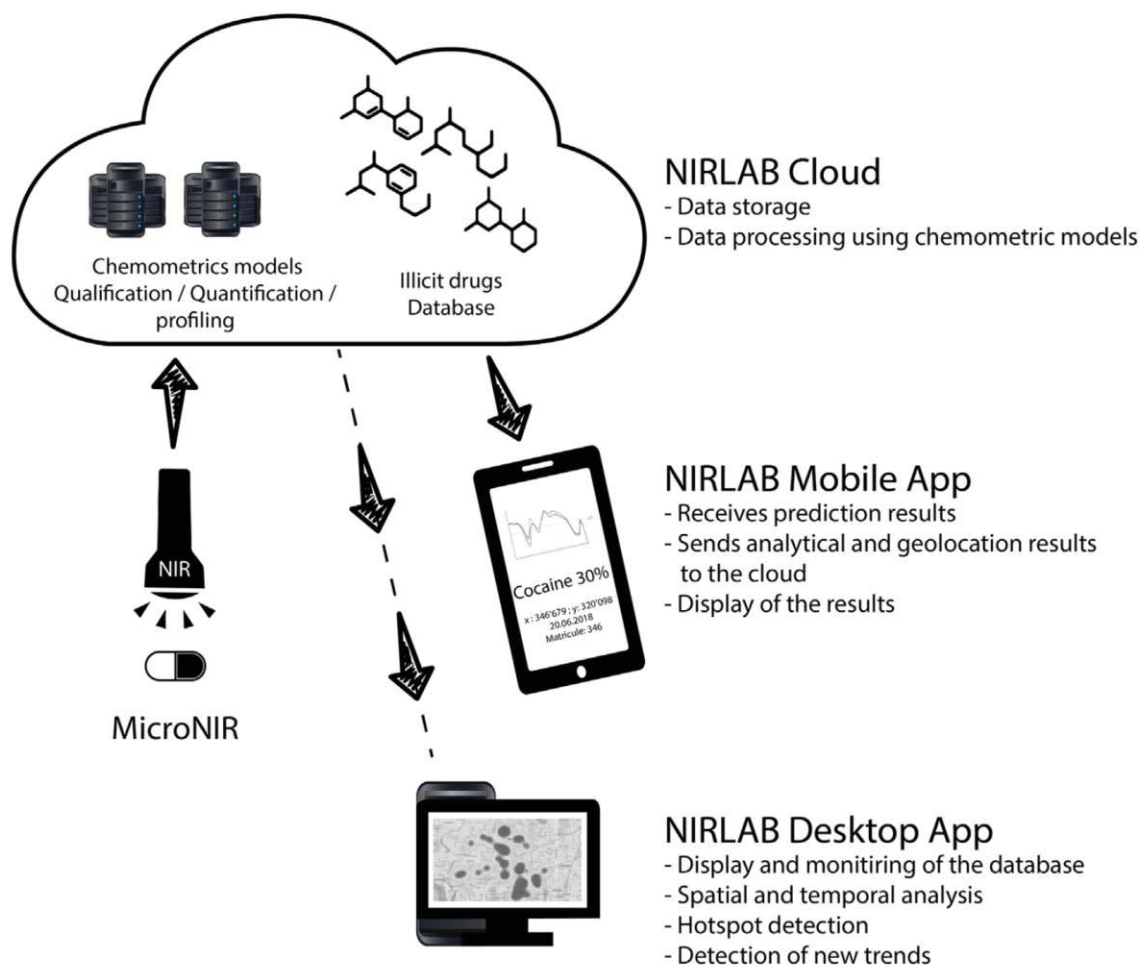 Chemometrics models
Qualification / Quantification /
profiling
Illicit drugs
Database
NIRLAB Cloud
- Data storage
- Data processing using chemometric models
NIR
MicroNIR
Cocaine 30%
x : 346'679 ; y: 320'098
20.06.2018
Matricule: 346
NIRLAB Mobile App
- Receives prediction results
- Sends analytical and geolocation results
to the cloud
- Display of the results
NIRLAB Desktop App
- Display and monitiring of the database
- Spatial and temporal analysis
- Hotspot detection
- Detection of new trends